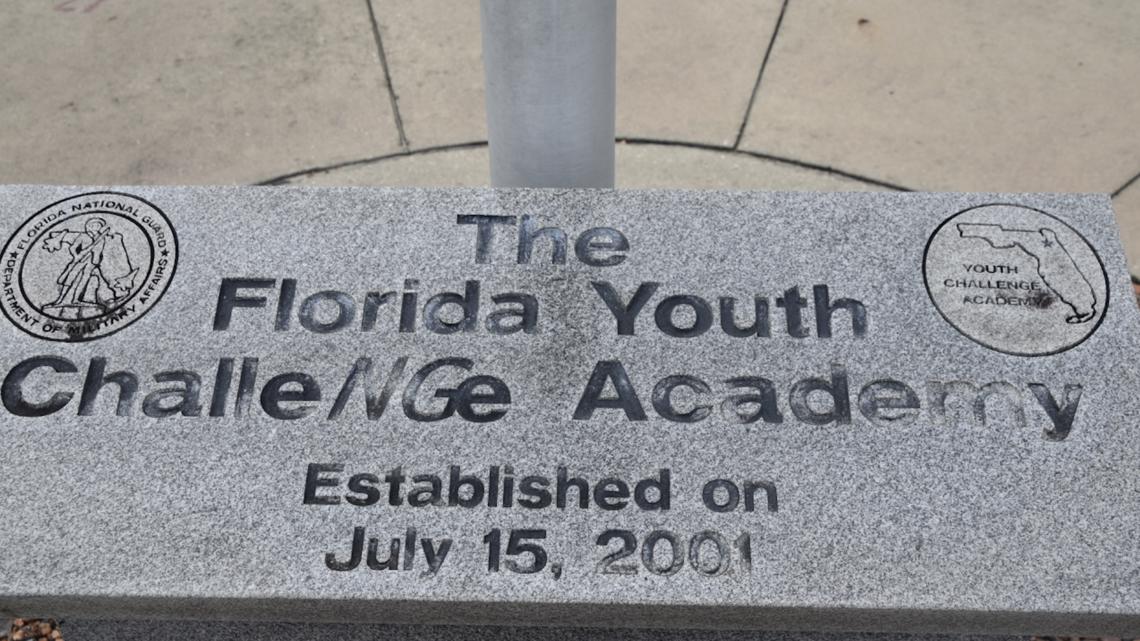 The
Florida Youth
ChalleNGe Academy
Established on
July 15, 2001
★ FLORIDA NATIONAL GUARD ★
DEPARTMENT OF MILITARY AFFAIRS
YOUTH
CHALLENGE
ACADEMY